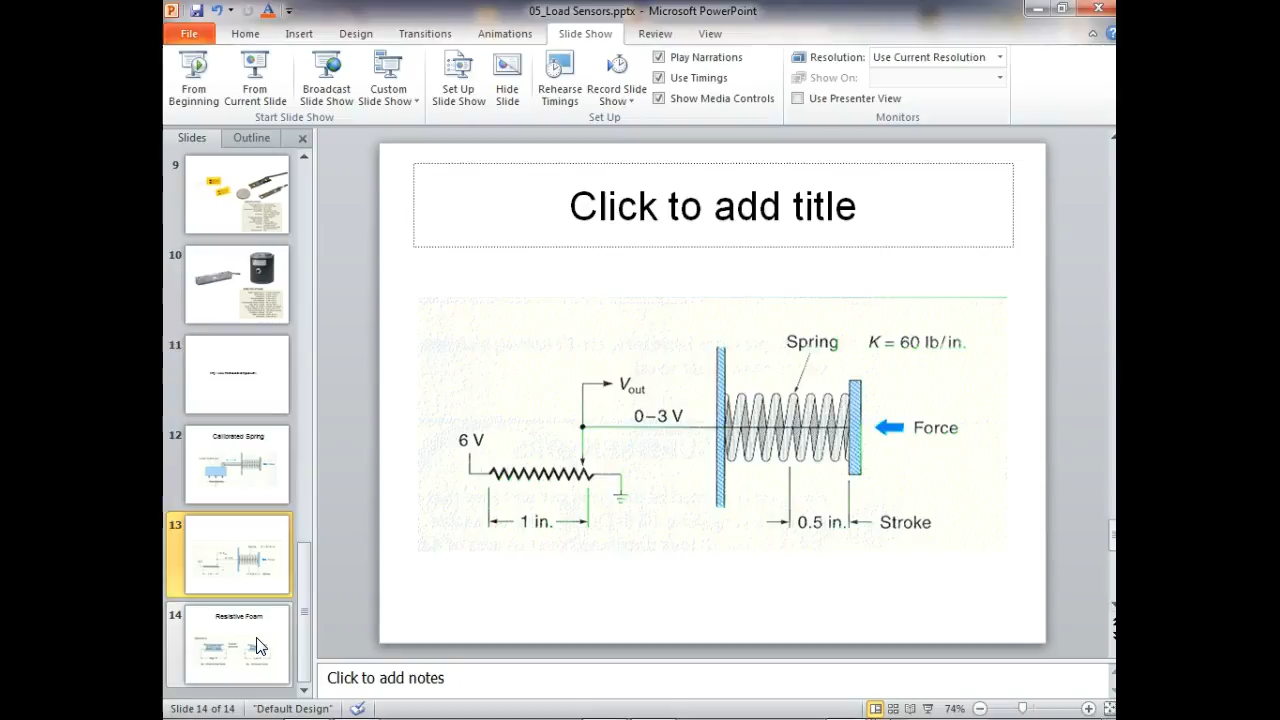 05_Load Sensors.pptx - Microsoft PowerPoint
File Home Insert Design Transitions Animations Slide Show Review View
From Beginning
From Current Slide
Broadcast Slide Show
Custom Slide Show
Start Slide Show
Set Up Slide Show
Hide Slide
Rehearse Timings
Record Slide Show
Play Narrations
Use Timings
Show Media Controls
Set Up
Resolution: Use Current Resolution
Show On:
Use Presenter View
Monitors
Slides Outline
9
10
11
12
Calibrated Spring
13
14
Resistive Foam
Click to add title
Spring K = 60 lb/in.
Vout
0–3 V
6 V
Force
1 in.
0.5 in. Stroke
Click to add notes
Slide 14 of 14 "Default Design" 74%